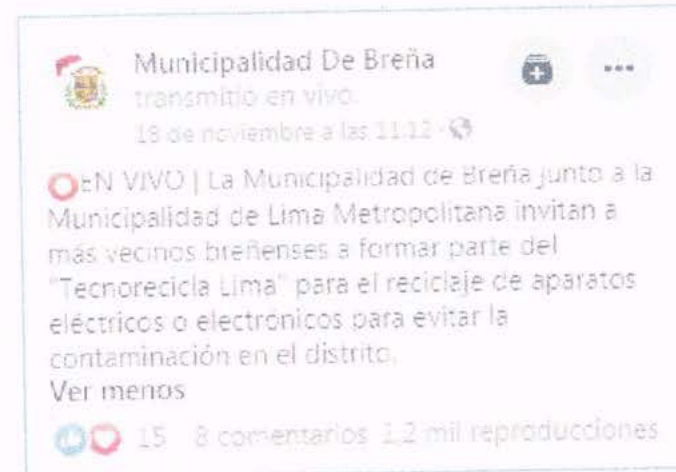 Municipalidad De Breña
transmitió en vivo.
18 de noviembre a las 11:12
EN VIVO | La Municipalidad de Breña junto a la
Municipalidad de Lima Metropolitana invitan a
más vecinos breñenses a formar parte del
"Tecnorecicla Lima" para el reciclaje de aparatos
eléctricos o electrónicos para evitar la
contaminación en el distrito.
Ver menos
15 8 comentarios 1,2 mil reproducciones